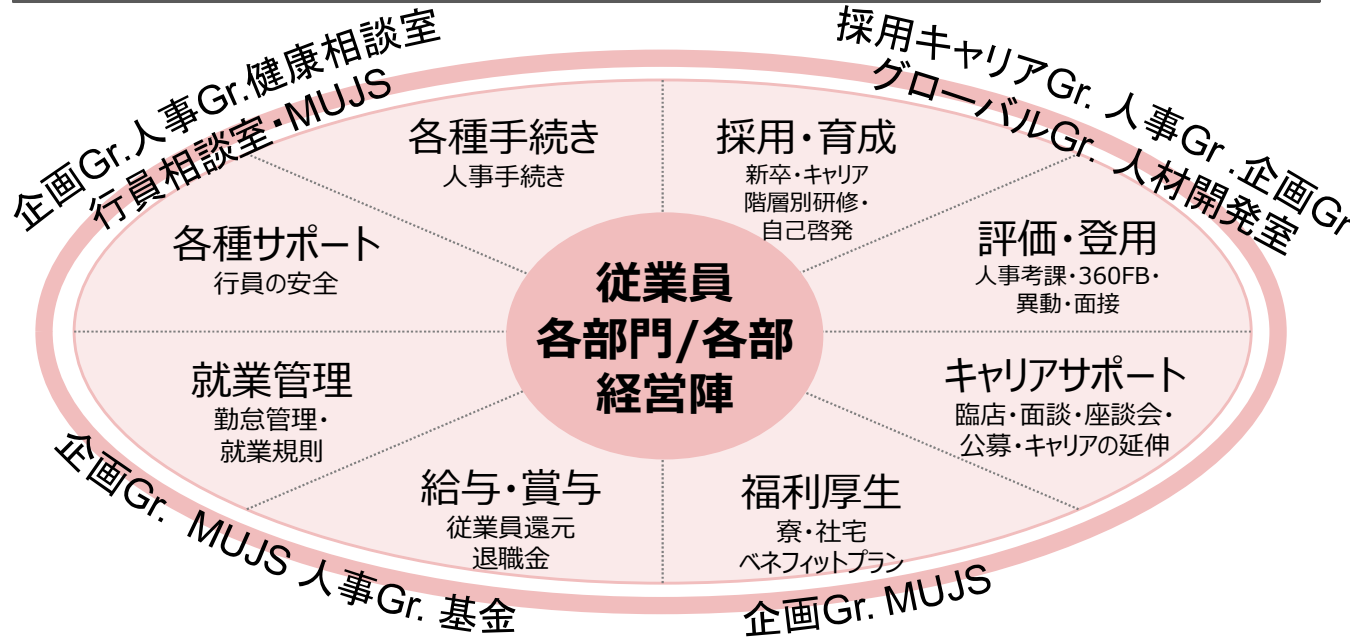 企画Gr.人事Gr.健康相談室
行員相談室・MUJS
採用キャリアGr. 人事Gr .企画Gr
グローバルGr. 人材開発室
各種手続き
人事手続き
採用・育成
新卒・キャリア
階層別研修・
自己啓発
各種サポート
行員の安全
評価・登用
人事考課・360FB・
異動・面接
従業員
各部門/各部
経営陣
就業管理
勤怠管理・
就業規則
キャリアサポート
臨店・面談・座談会・
公募・キャリアの延伸
給与・賞与
従業員還元
退職金
福利厚生
寮・社宅
ベネフィットプラン
企画Gr. MUJS 人事Gr. 基金
企画Gr. MUJS